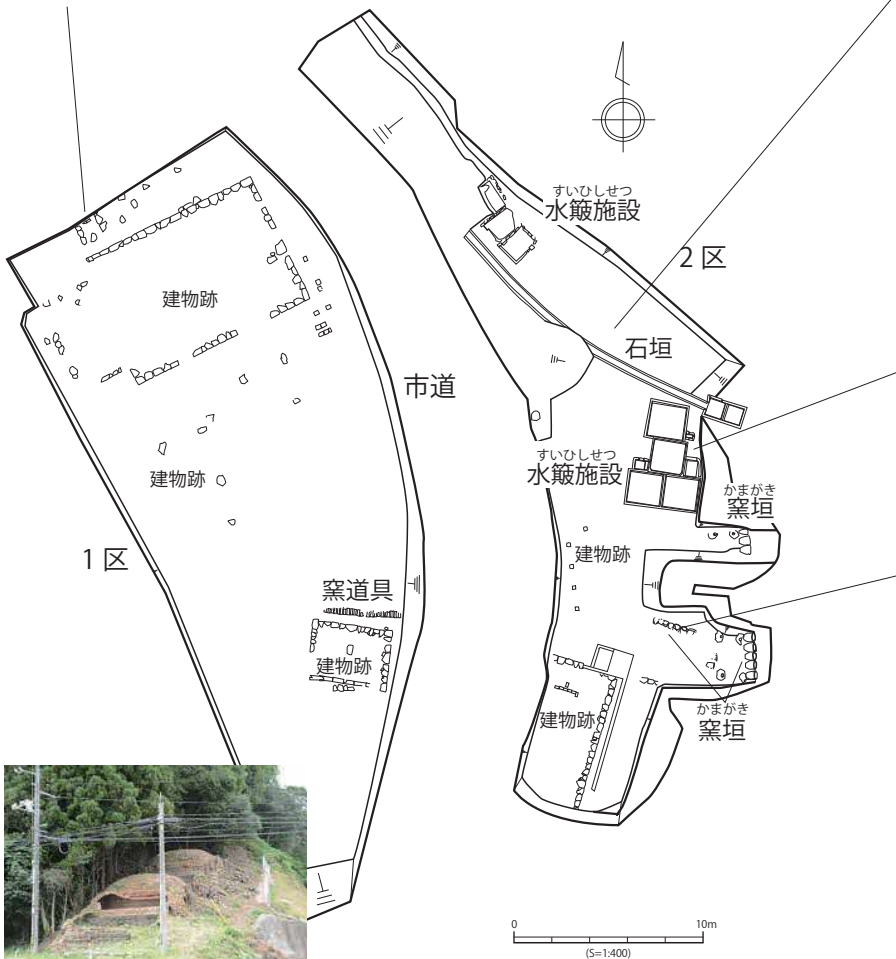 すいひしせつ
水簸施設
2区
建物跡
石垣
市道
すいひしせつ
水簸施設
かまがき
窯垣
建物跡
1区
建物跡
窯道具
建物跡
かまがき
窯垣
建物跡
0 10m
(S=1:400)